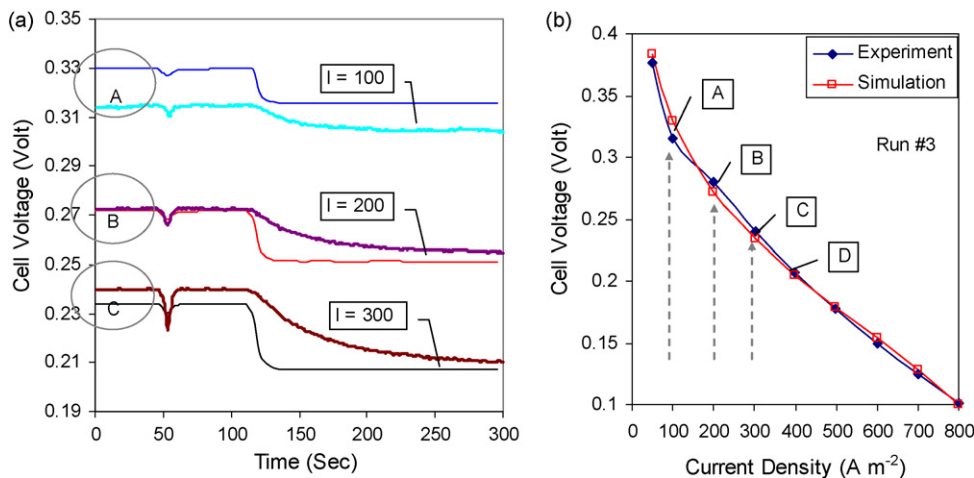 (a)
0.35
0.33
0.31
0.29
0.27
0.25
0.23
0.21
0.19
Cell Voltage (Volt)
A
B
C
I = 100
I = 200
I = 300
0 50 100 150 200 250 300
Time (Sec)
(b)
0.4
0.35
0.3
0.25
0.2
0.15
0.1
Cell Voltage (Volt)
Experiment
Simulation
Run #3
A
B
C
D
0 100 200 300 400 500 600 700 800
Current Density (A m⁻²)